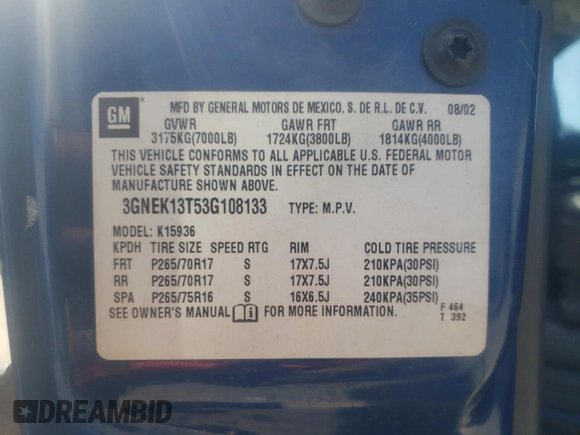 GM
MFD BY GENERAL MOTORS DE MEXICO, S. DE R.L. DE C.V. 08/02
GVWR GAWR FRT GAWR RR
3175KG(7000LB) 1724KG(3800LB) 1814KG(4000LB)
THIS VEHICLE CONFORMS TO ALL APPLICABLE U.S. FEDERAL MOTOR
VEHICLE SAFETY STANDARDS IN EFFECT ON THE DATE OF
MANUFACTURE SHOWN ABOVE.
3GNEK13T53G108133 TYPE: M.P.V.
MODEL: K15936
KPDH TIRE SIZE SPEED RTG RIM COLD TIRE PRESSURE
FRT P265/70R17 S 17X7.5J 210KPA(30PSI)
RR P265/70R17 S 17X7.5J 210KPA(30PSI)
SPA P265/75R16 S 16X6.5J 240KPA(35PSI)
SEE OWNER'S MANUAL FOR MORE INFORMATION.
F 464
T 392
DREAMBID